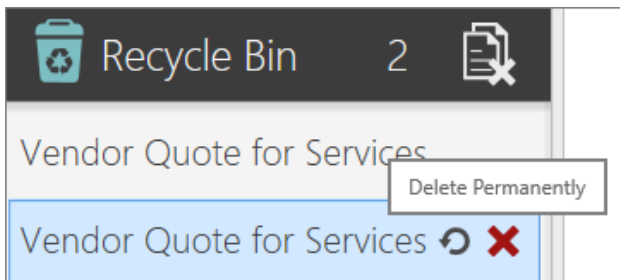 Recycle Bin 2
Vendor Quote for Services
Delete Permanently
Vendor Quote for Services